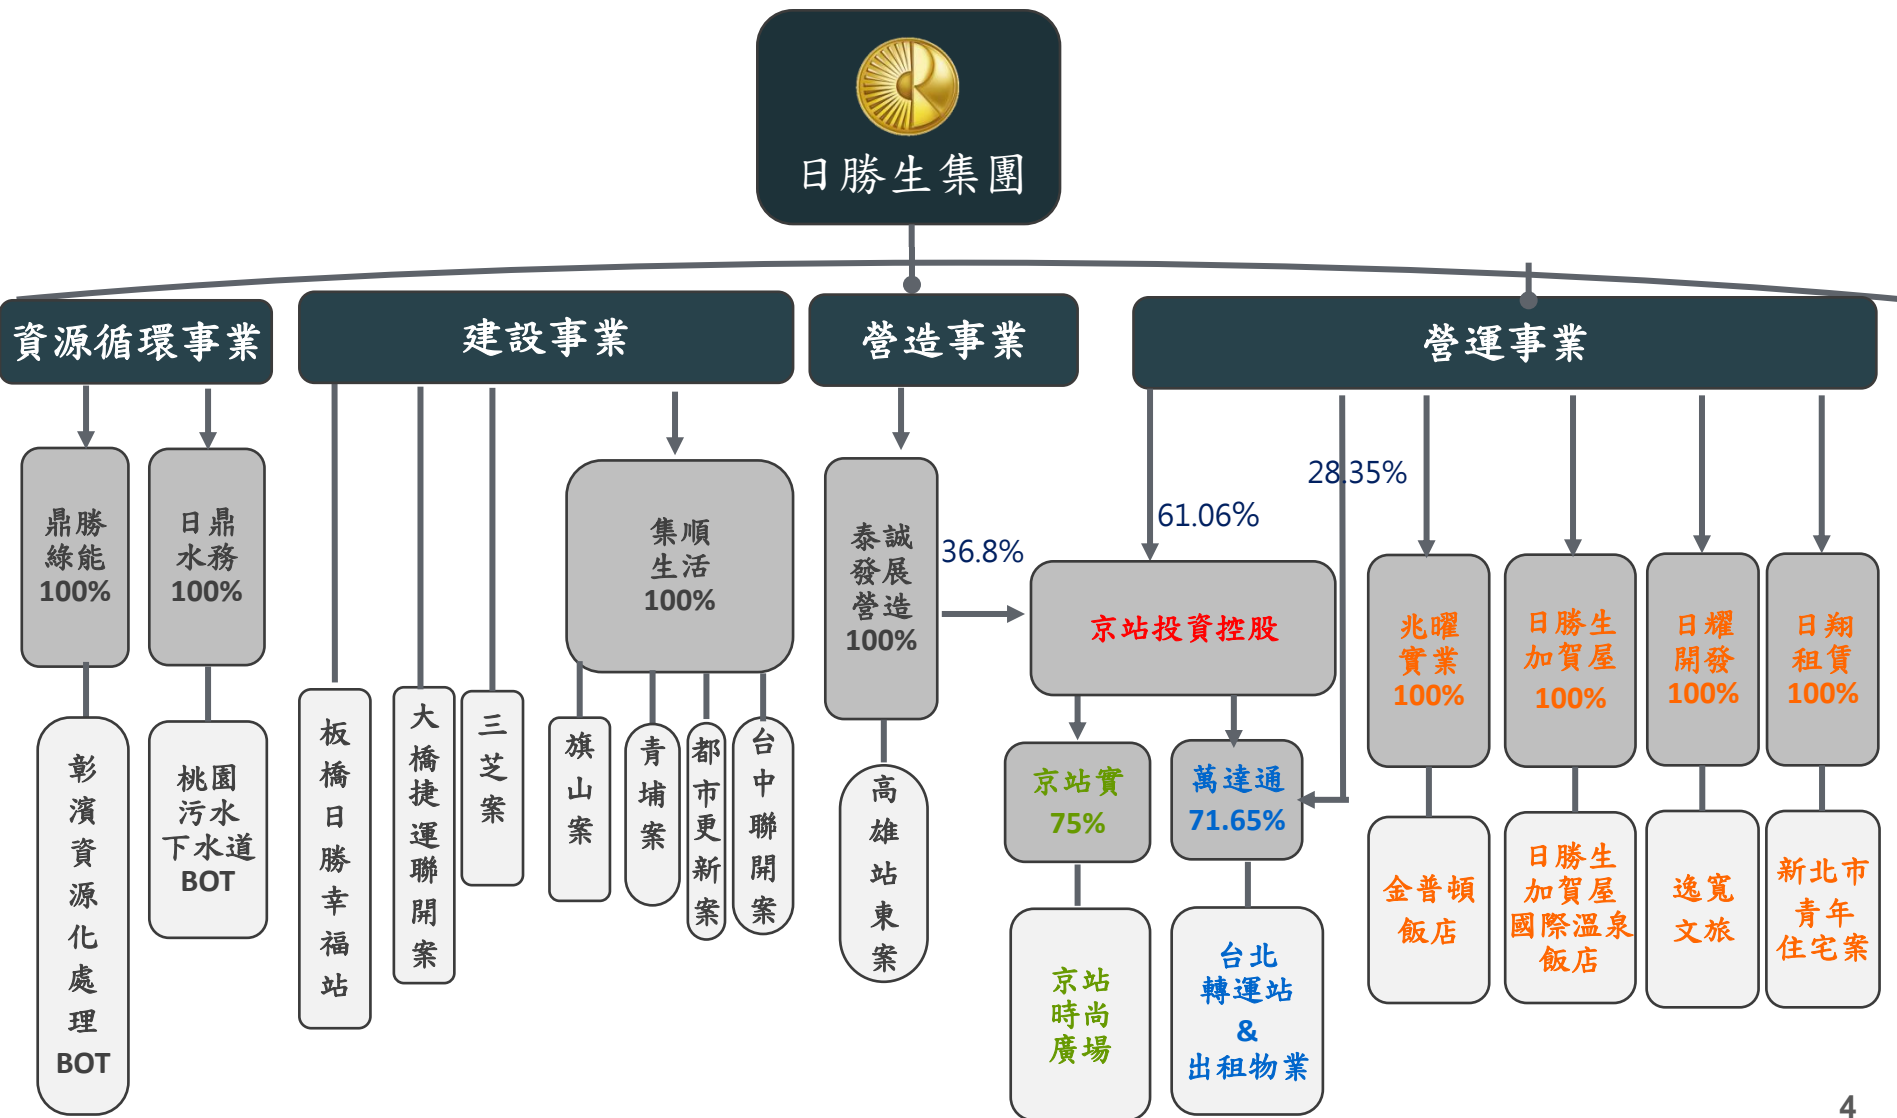 日勝生集團
資源循環事業
建設事業
營造事業
營運事業
鼎勝
綠能
100%
日鼎
水務
100%
集順
生活
100%
泰誠
發展
營造
100%
36.8%
61.06%
28.35%
京站投資控股
兆曜
實業
100%
日勝生
加賀屋
100%
日耀
開發
100%
日翔
租賃
100%
京站實
75%
萬達通
71.65%
彰濱資源化處理
BOT
桃園
污水
下水道
BOT
板橋日勝幸福站
大橋捷運聯開案
三芝案
旗山案
青埔案
都市更新案
台中聯開案
高雄站東案
京站
時尚
廣場
台北
轉運站
&
出租物業
金普頓
飯店
日勝生
加賀屋
國際溫泉
飯店
逸寬
文旅
新北市
青年
住宅案
4